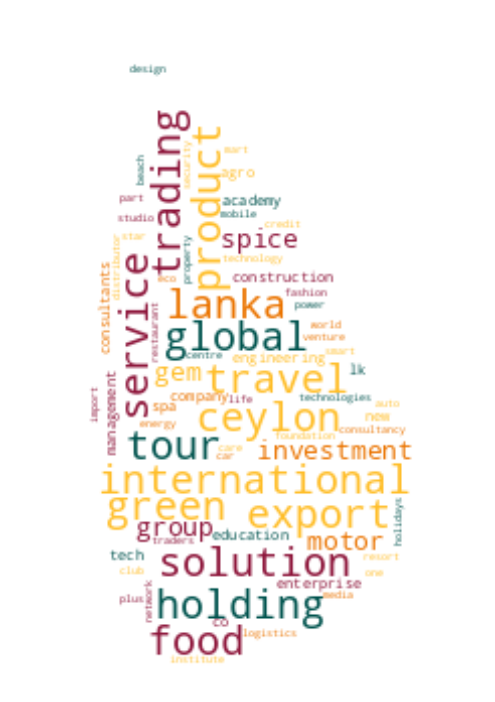 design
trading
product
mart
security
beach
agro
part
academy
mobile
studio
credit
star
spice
property
technology
service
distributor
consultants
eco
construction
fashion
lanka
power
restaurant
world
global
venture
centre
smart
engineering
gem
travel
lk
import
management
company
life
technologies
spa
auto
ceylon
new
energy
consultancy
foundation
tour
care
car
investment
international
green
export
holidays
group
traders
education
motor
tech
resort
solution
club
one
enterprise
network
plus
media
holding
co
food
logistics
institute